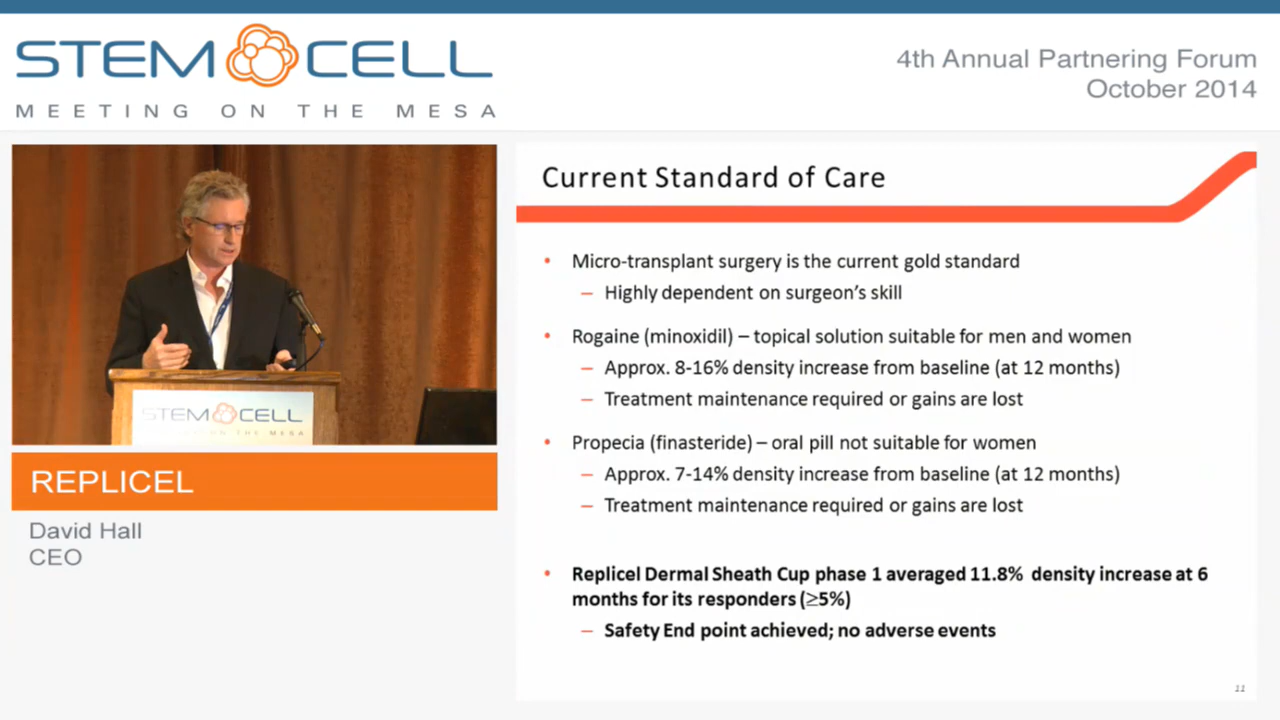 STEM CELL
MEETING ON THE MESA
4th Annual Partnering Forum
October 2014
STEM CELL
THE MESA
REPLICEL
David Hall
CEO
Current Standard of Care
• Micro-transplant surgery is the current gold standard
– Highly dependent on surgeon's skill
• Rogaine (minoxidil) – topical solution suitable for men and women
– Approx. 8-16% density increase from baseline (at 12 months)
– Treatment maintenance required or gains are lost
• Propecia (finasteride) – oral pill not suitable for women
– Approx. 7-14% density increase from baseline (at 12 months)
– Treatment maintenance required or gains are lost
• Replicel Dermal Sheath Cup phase 1 averaged 11.8% density increase at 6
months for its responders (≥5%)
– Safety End point achieved; no adverse events
11